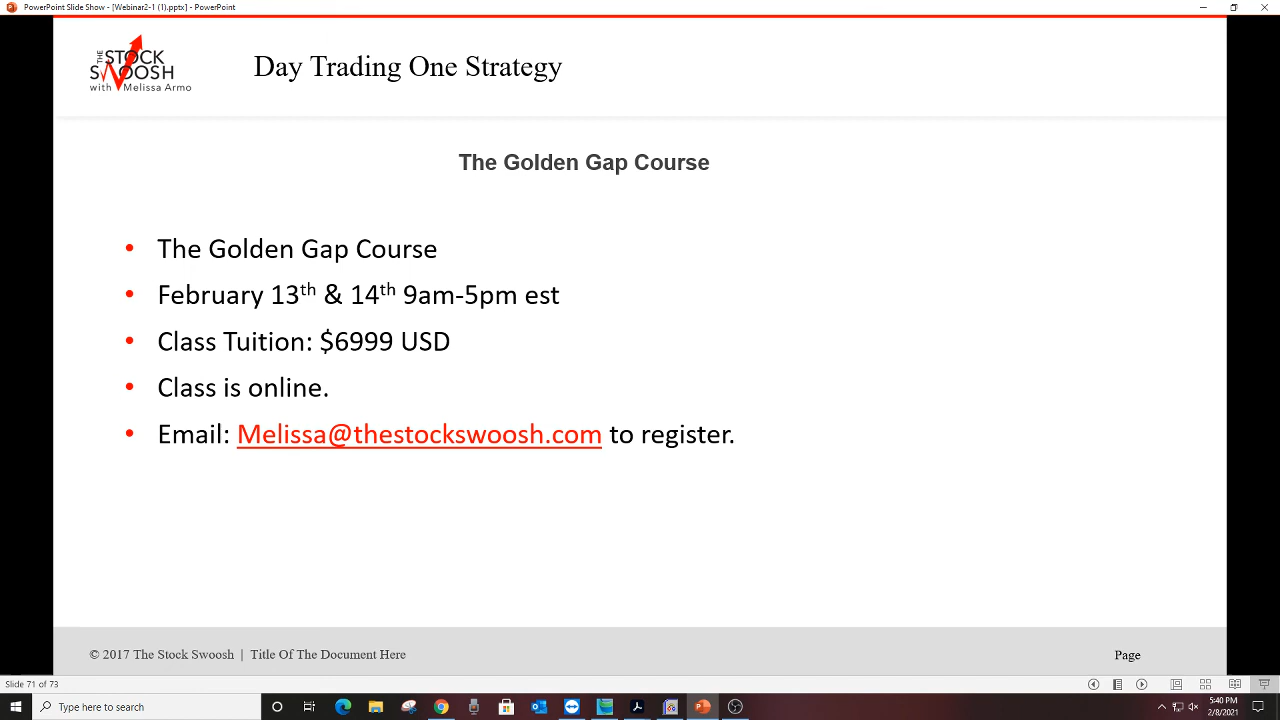 PowerPoint Slide Show - [Webinar2-1 (1).pptx] - PowerPoint
THE STOCK
SWOOSH
with Melissa Armo
Day Trading One Strategy
The Golden Gap Course
• The Golden Gap Course
• February 13th & 14th 9am-5pm est
• Class Tuition: $6999 USD
• Class is online.
• Email: Melissa@thestockswoosh.com to register.
© 2017 The Stock Swoosh | Title Of The Document Here
Page
Slide 71 of 73
Type here to search
5:40 PM
2/8/2021